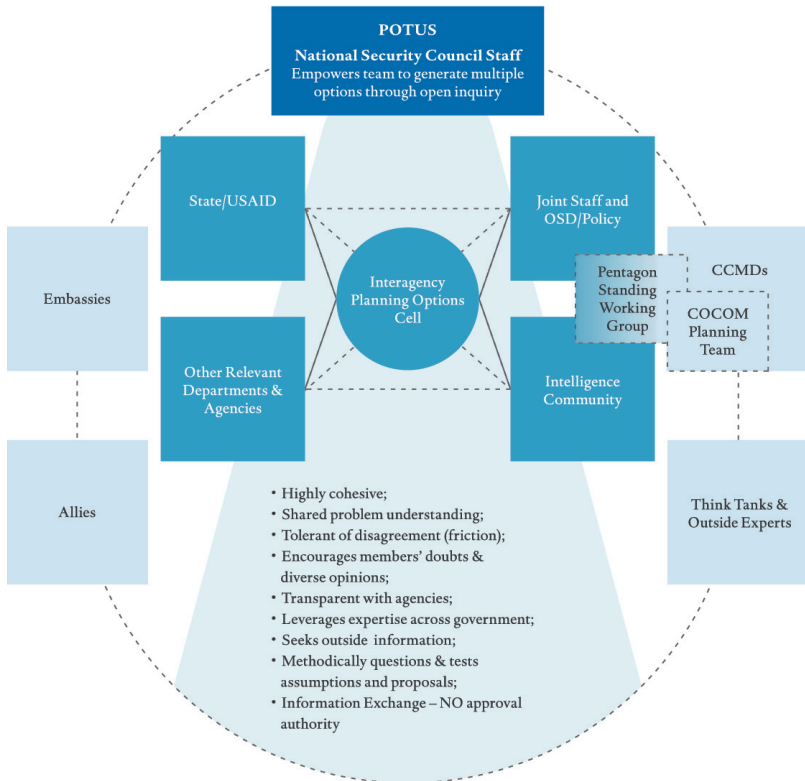 POTUS
National Security Council Staff
Empowers team to generate multiple
options through open inquiry
State/USAID
Joint Staff and
OSD/Policy
Embassies
Interagency
Planning Options
Cell
Pentagon
Standing
Working
Group
CCMDs
COCOM
Planning
Team
Other Relevant
Departments &
Agencies
Intelligence
Community
Allies
Think Tanks &
Outside Experts
• Highly cohesive;
• Shared problem understanding;
• Tolerant of disagreement (friction);
• Encourages members’ doubts &
diverse opinions;
• Transparent with agencies;
• Leverages expertise across government;
• Seeks outside information;
• Methodically questions & tests
assumptions and proposals;
• Information Exchange – NO approval
authority